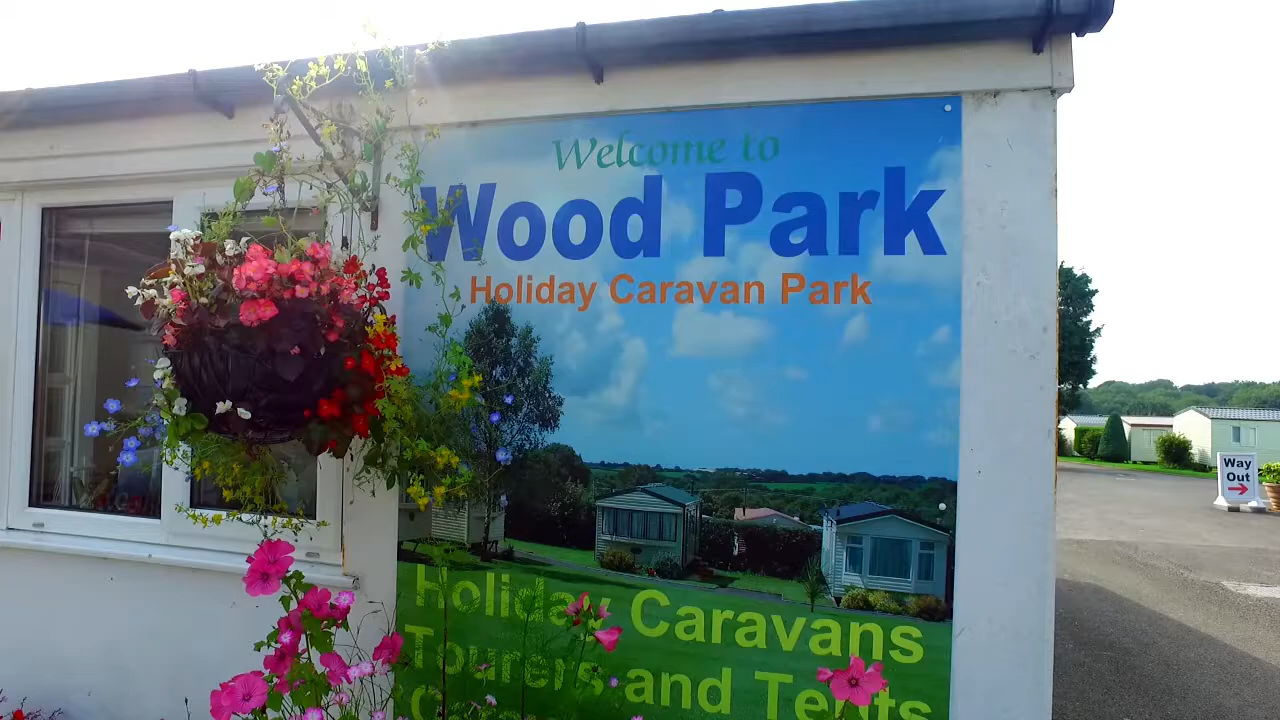 Welcome to
Wood Park
Holiday Caravan Park
Holiday Caravans
Tourers and Tents
Way
Out